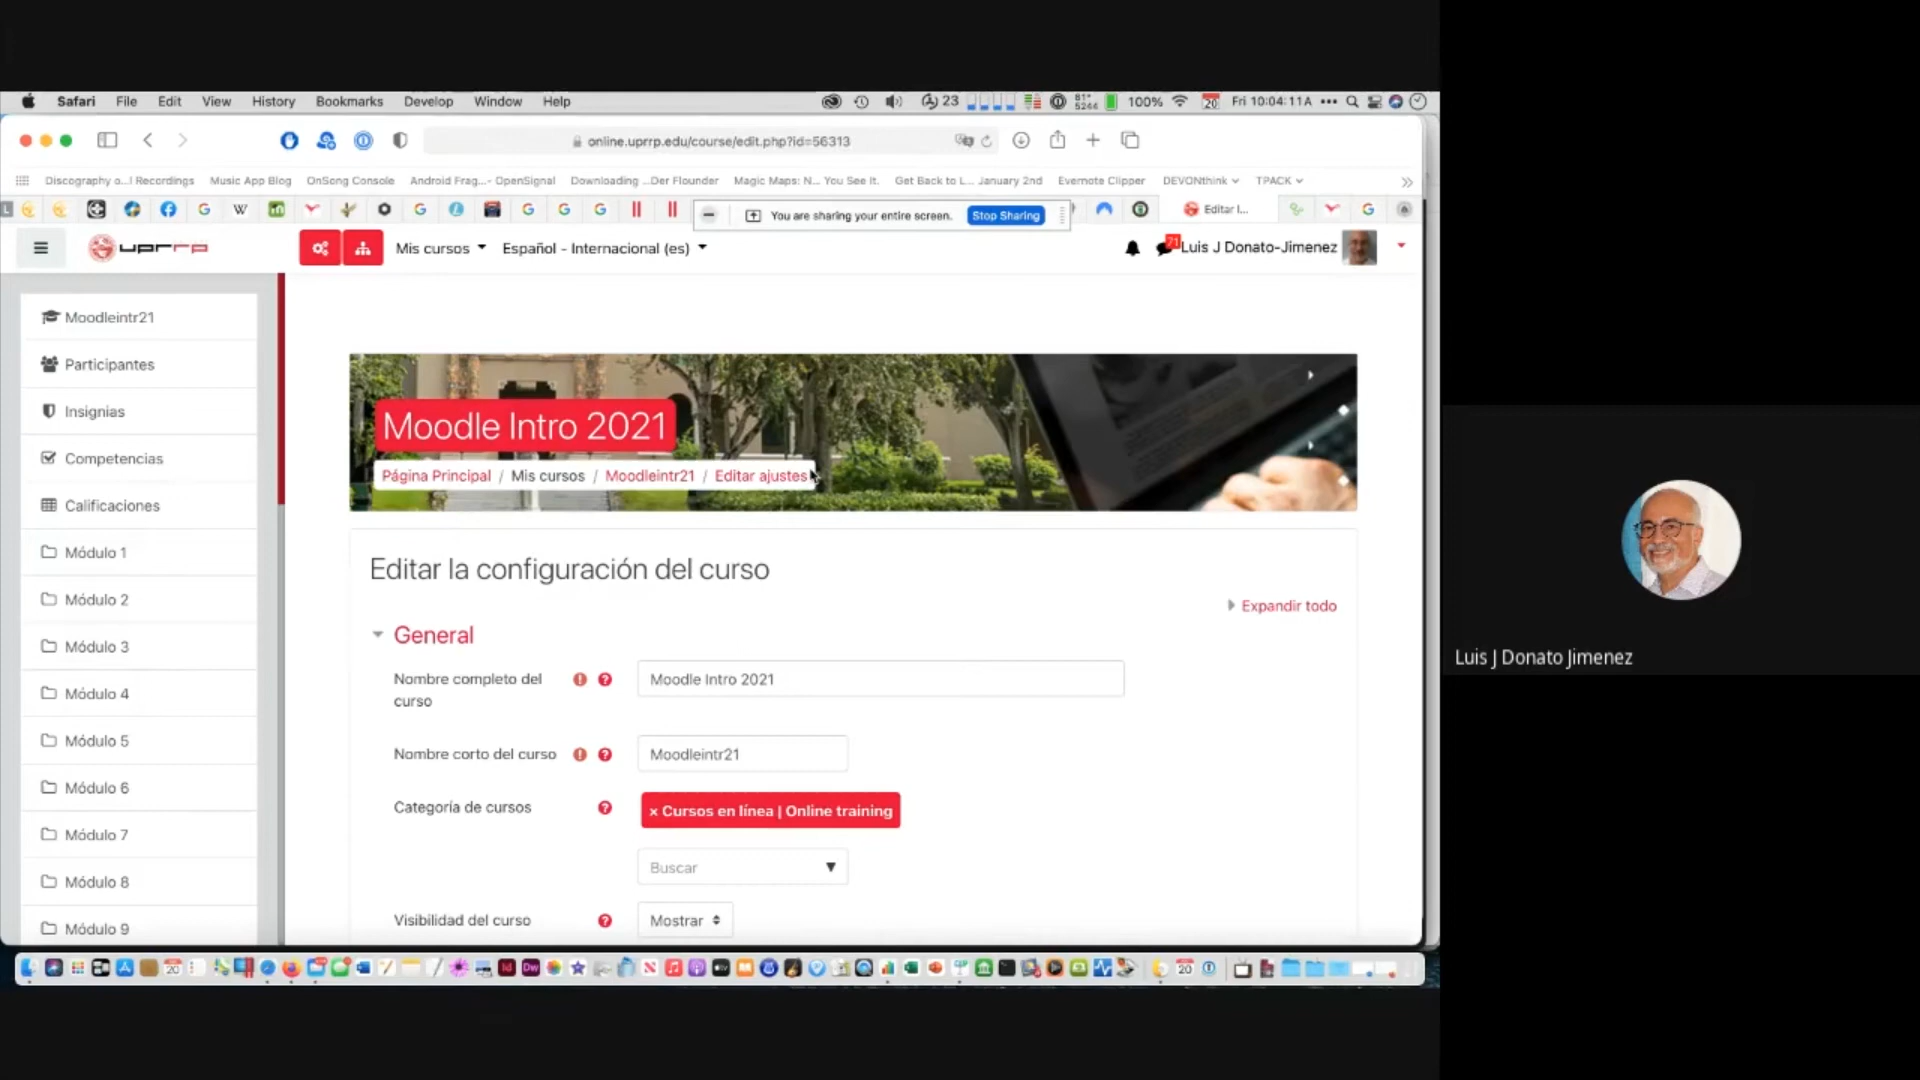 Safari File Edit View History Bookmarks Develop Window Help 23 81° 5244 100% 20 Fri 10:04:11A
online.uprrp.edu/course/edit.php?id=56313
Discography o...l Recordings Music App Blog OnSong Console Android Frag...- OpenSignal Downloading ...Der Flounder Magic Maps: N... You See It. Get Back to L... January 2nd Evernote Clipper DEVONthink TPACK
You are sharing your entire screen. Stop Sharing
Editar l...
uprrp Mis cursos Español - Internacional (es) 71 Luis J Donato-Jimenez
Moodleintr21
Participantes
Insignias
Competencias
Calificaciones
Módulo 1
Módulo 2
Módulo 3
Módulo 4
Módulo 5
Módulo 6
Módulo 7
Módulo 8
Módulo 9
Moodle Intro 2021
Página Principal / Mis cursos / Moodleintr21 / Editar ajustes
Editar la configuración del curso
Expandir todo
General
Nombre completo del curso Moodle Intro 2021
Nombre corto del curso Moodleintr21
Categoría de cursos × Cursos en línea | Online training
Buscar
Visibilidad del curso Mostrar
Luis J Donato Jimenez